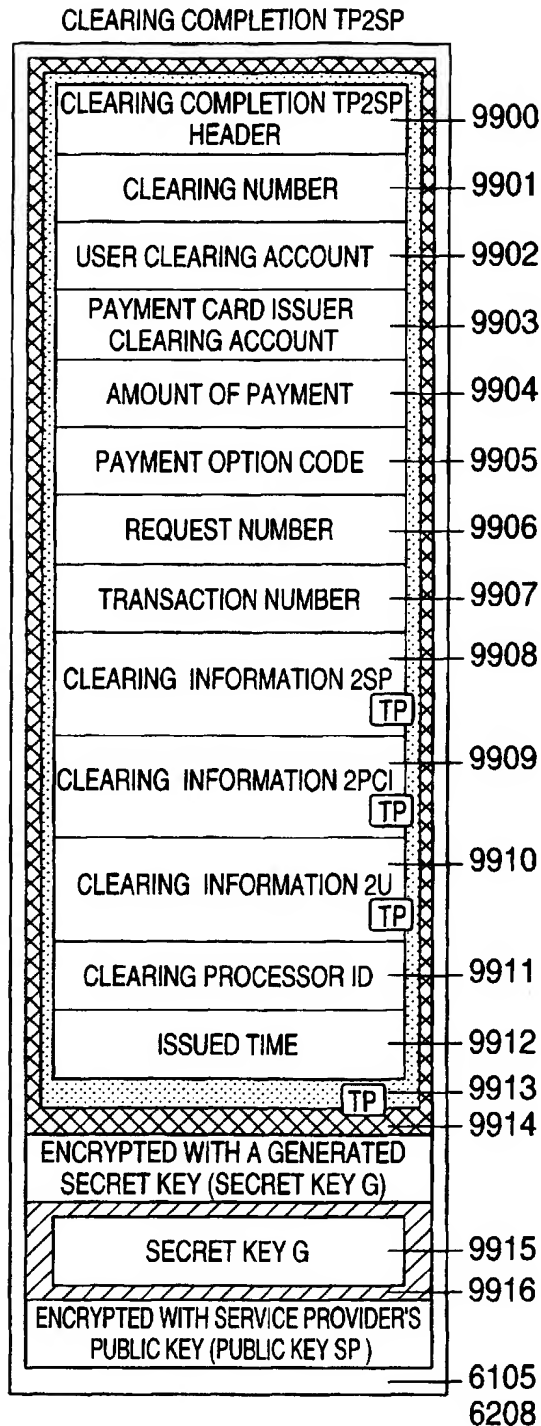 CLEARING COMPLETION TP2SP
CLEARING COMPLETION TP2SP
HEADER
9900
CLEARING NUMBER
9901
USER CLEARING ACCOUNT
9902
PAYMENT CARD ISSUER
CLEARING ACCOUNT
9903
AMOUNT OF PAYMENT
9904
PAYMENT OPTION CODE
9905
REQUEST NUMBER
9906
TRANSACTION NUMBER
9907
CLEARING INFORMATION 2SP
TP
9908
CLEARING INFORMATION 2PCI
TP
9909
CLEARING INFORMATION 2U
TP
9910
CLEARING PROCESSOR ID
9911
ISSUED TIME
9912
TP
9913
9914
ENCRYPTED WITH A GENERATED
SECRET KEY (SECRET KEY G)
SECRET KEY G
9915
9916
ENCRYPTED WITH SERVICE PROVIDER'S
PUBLIC KEY (PUBLIC KEY SP )
6105
6208